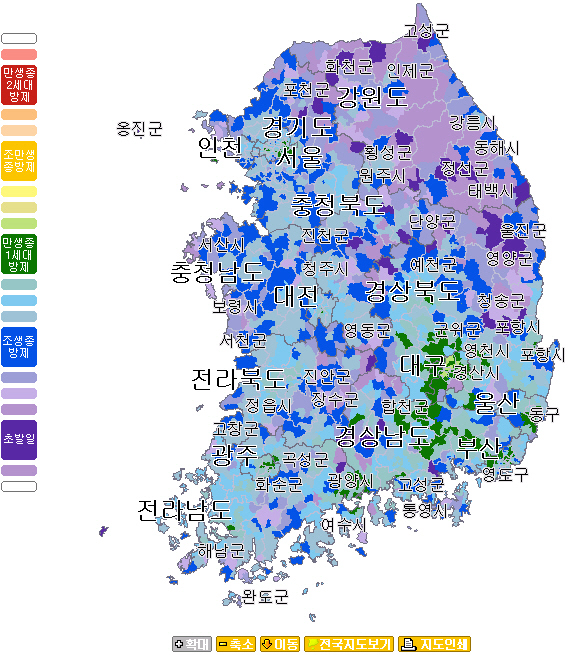 고성군
화천군
인제군
만생종
2세대
방제
포천군
강원도
옹진군
경기도
강릉시
인천
서울
횡성군
동해시
조만생
종방제
원주시
정선군
태백시
충청북도
단양군
진천군
울진군
서산시
만생종
1세대
방제
충청남도
청주시
예천군
영양군
대전
경상북도
보령시
청송군
조생종
방제
서천군
영동군
군위군
포항시
영천시
포항시
대구
경산시
전라북도
진안군
정읍시
장수군
합천군
울산
동구
고창군
초발일
경상남도
광주
곡성군
부산
화순군
광양시
고성군
영도구
전라남도
여수시
통영시
해남군
완도군
확대
축소
이동
전국지도보기
지도인쇄